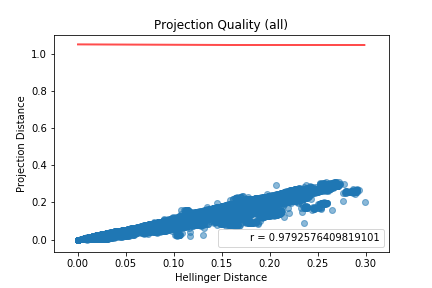 Projection Quality (all)
1.0
0.8
0.6
0.4
0.2
0.0
Projection Distance
r = 0.9792576409819101
0.00 0.05 0.10 0.15 0.20 0.25 0.30
Hellinger Distance